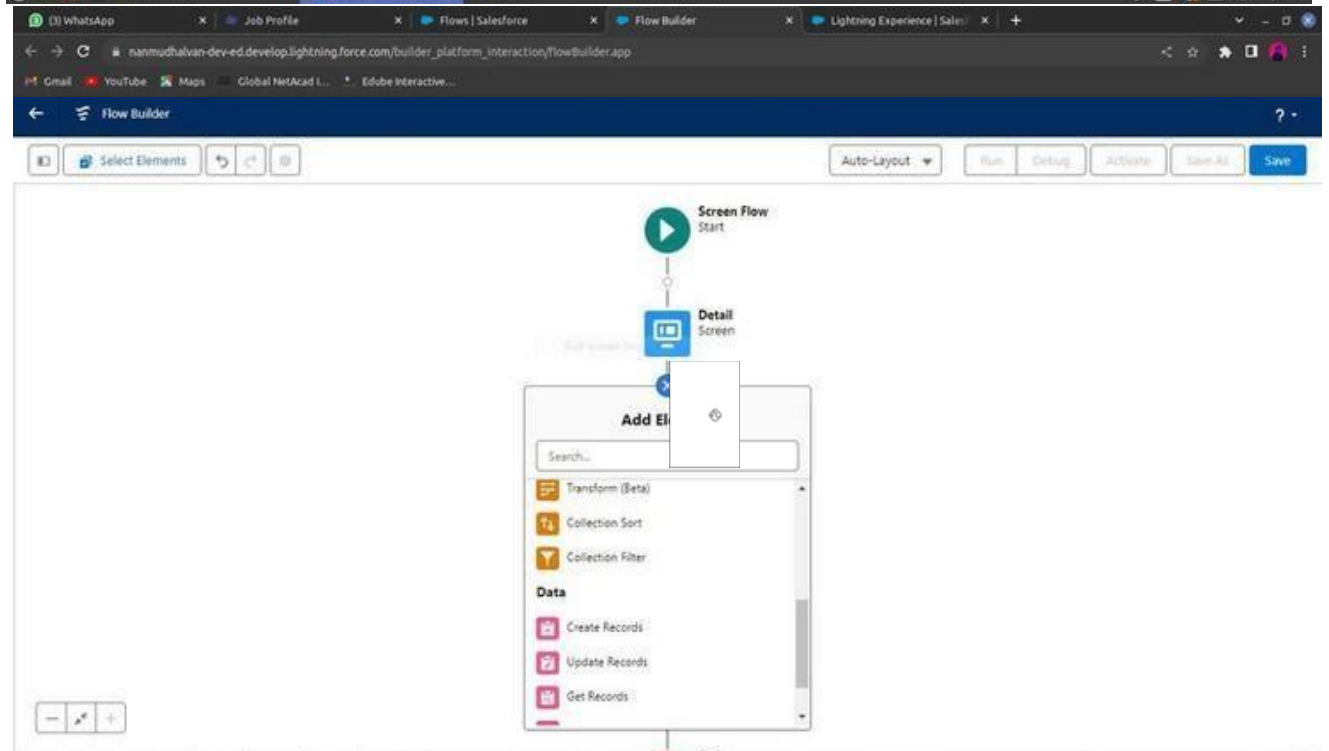 (3) WhatsApp
Job Profile
Flows | Salesforce
Flow Builder
Lightning Experience | Sales
nanmudhalvan-dev-ed.develop.lightning.force.com/builder_platform_interaction/flowBuilder.app
Gmail YouTube Maps Global NetAcad I... Edube Interactive...
Flow Builder ?
Select Elements Auto-Layout Run Debug Activate Save As Save
Screen Flow
Start
Detail
Screen
Add El
Search...
Transform (Beta)
Collection Sort
Collection Filter
Data
Create Records
Update Records
Get Records